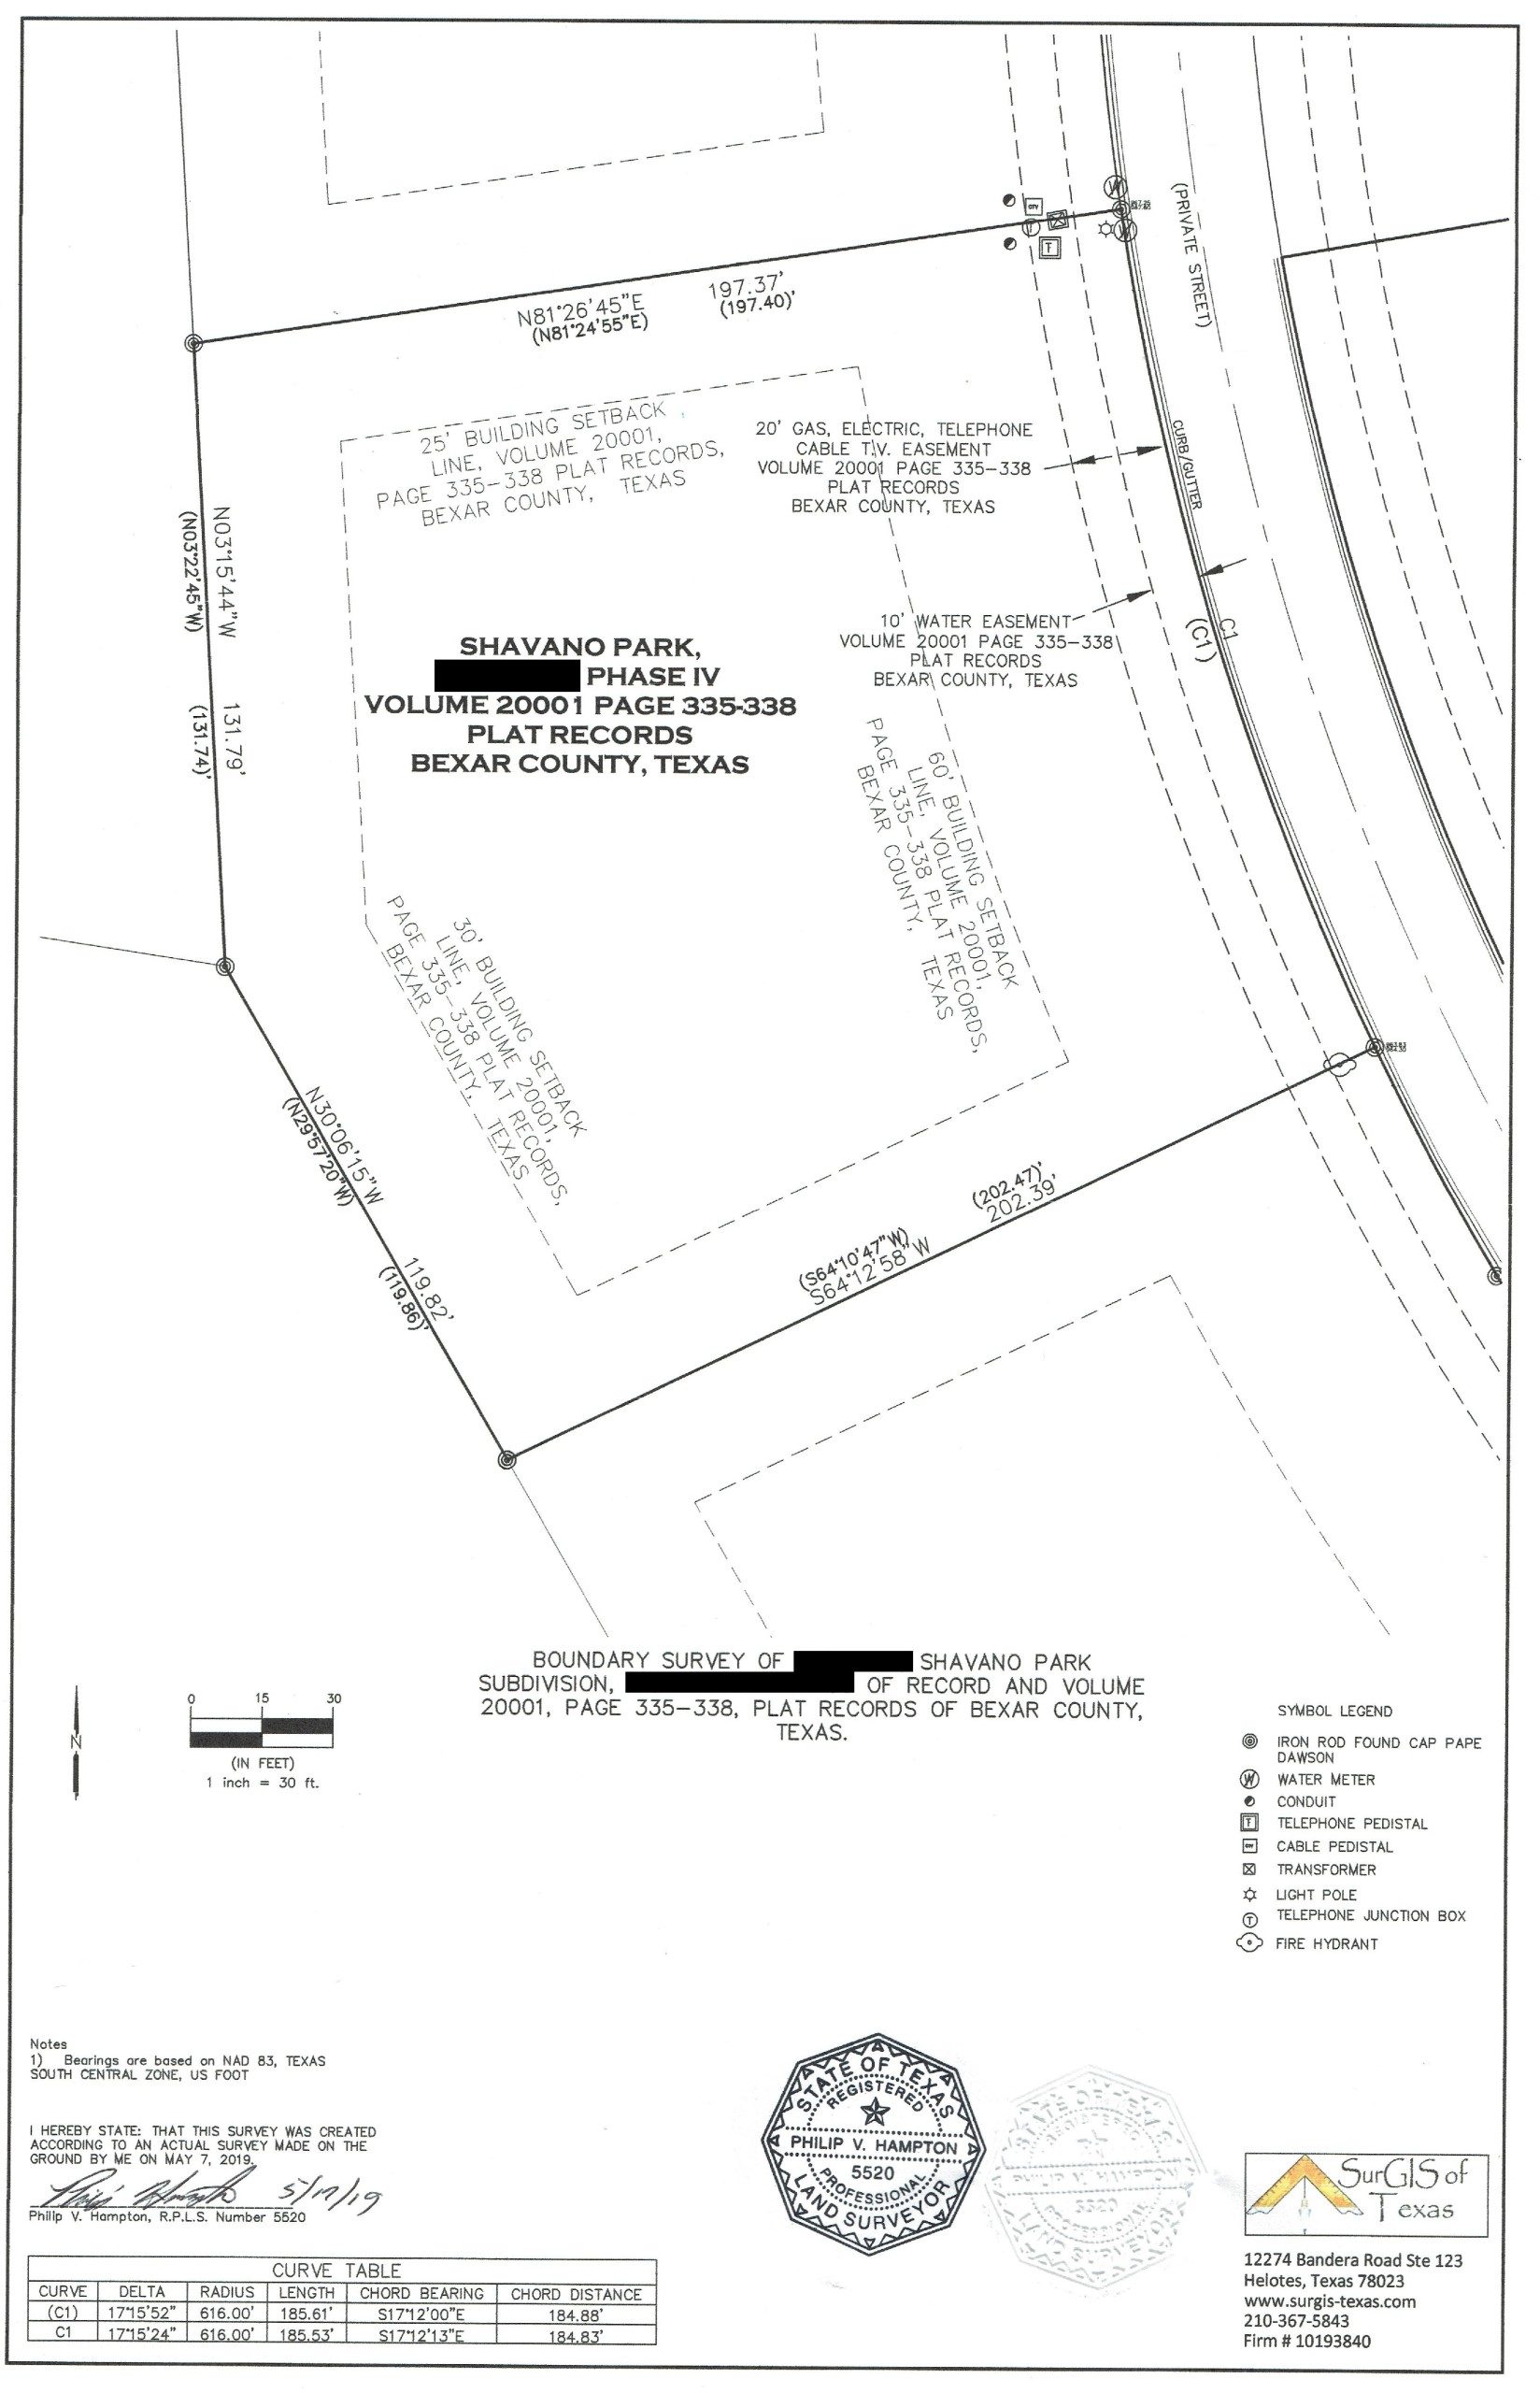 (PRIVATE STREET)
N81°26'45"E 197.37'
(N81°24'55"E) (197.40)'
25' BUILDING SETBACK
LINE, VOLUME 20001,
PAGE 335-338 PLAT RECORDS,
BEXAR COUNTY, TEXAS
20' GAS, ELECTRIC, TELEPHONE
CABLE T.V. EASEMENT
VOLUME 20001 PAGE 335-338
PLAT RECORDS
BEXAR COUNTY, TEXAS
CURB/GUTTER
N03°15'44"W 131.79'
(N03°22'45"W) (131.74)'
10' WATER EASEMENT
VOLUME 20001 PAGE 335-338
PLAT RECORDS
BEXAR COUNTY, TEXAS
C1
(C1)
SHAVANO PARK,
PHASE IV
VOLUME 20001 PAGE 335-338
PLAT RECORDS
BEXAR COUNTY, TEXAS
60' BUILDING SETBACK
LINE, VOLUME 20001,
PAGE 335-338 PLAT RECORDS,
BEXAR COUNTY, TEXAS
30' BUILDING SETBACK
LINE, VOLUME 20001,
PAGE 335-338 PLAT RECORDS,
BEXAR COUNTY, TEXAS
N30°06'15"W 119.82'
(N29°57'20"W) (119.86)'
(S64°10'47"W) (202.47)'
S64°12'58"W 202.39'
BOUNDARY SURVEY OF SHAVANO PARK
SUBDIVISION, OF RECORD AND VOLUME
20001, PAGE 335-338, PLAT RECORDS OF BEXAR COUNTY,
TEXAS.
N
0 15 30
(IN FEET)
1 inch = 30 ft.
SYMBOL LEGEND
IRON ROD FOUND CAP PAPE
DAWSON
W WATER METER
CONDUIT
T TELEPHONE PEDISTAL
CABLE PEDISTAL
TRANSFORMER
LIGHT POLE
T TELEPHONE JUNCTION BOX
FIRE HYDRANT
Notes
1) Bearings are based on NAD 83, TEXAS
SOUTH CENTRAL ZONE, US FOOT
I HEREBY STATE: THAT THIS SURVEY WAS CREATED
ACCORDING TO AN ACTUAL SURVEY MADE ON THE
GROUND BY ME ON MAY 7, 2019.
Philip V. Hampton, R.P.L.S. Number 5520
STATE OF TEXAS
REGISTERED
PHILIP V. HAMPTON
5520
PROFESSIONAL
LAND SURVEYOR
SurGIS of
Texas
12274 Bandera Road Ste 123
Helotes, Texas 78023
www.surgis-texas.com
210-367-5843
Firm # 10193840
CURVE TABLE
CURVE DELTA RADIUS LENGTH CHORD BEARING CHORD DISTANCE
(C1) 17°15'52" 616.00' 185.61' S17°12'00"E 184.88'
C1 17°15'24" 616.00' 185.53' S17°12'13"E 184.83'